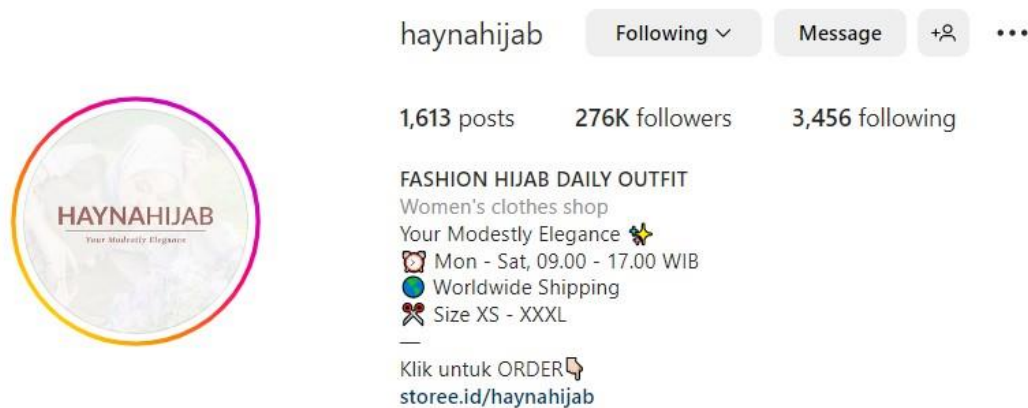 haynahijab Following Message
1,613 posts 276K followers 3,456 following
HAYNAHIJAB
Your Modestly Elegance
FASHION HIJAB DAILY OUTFIT
Women's clothes shop
Your Modestly Elegance ✨
⏰ Mon - Sat, 09.00 - 17.00 WIB
🌎 Worldwide Shipping
✂️ Size XS - XXXL
—
Klik untuk ORDER👇🏻
storee.id/haynahijab